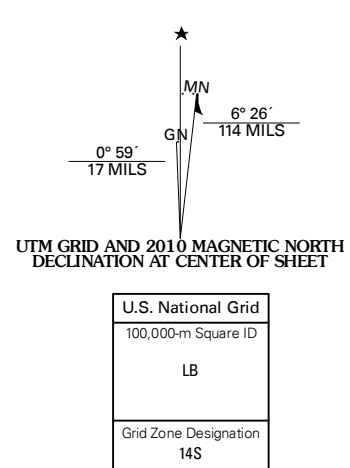 MN
6° 26´
114 MILS
GN
0° 59´
17 MILS
UTM GRID AND 2010 MAGNETIC NORTH
DECLINATION AT CENTER OF SHEET
U.S. National Grid
100,000-m Square ID
LB
Grid Zone Designation
14S